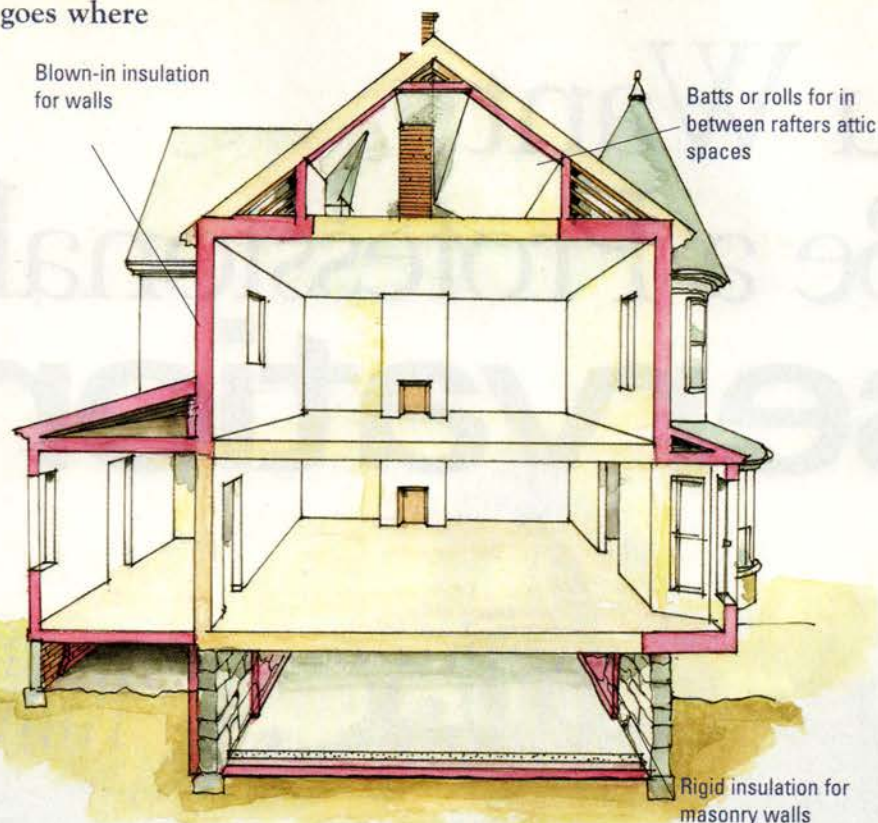 goes where
Blown-in insulation
for walls
Batts or rolls for in
between rafters attic
spaces
Rigid insulation for
masonry walls